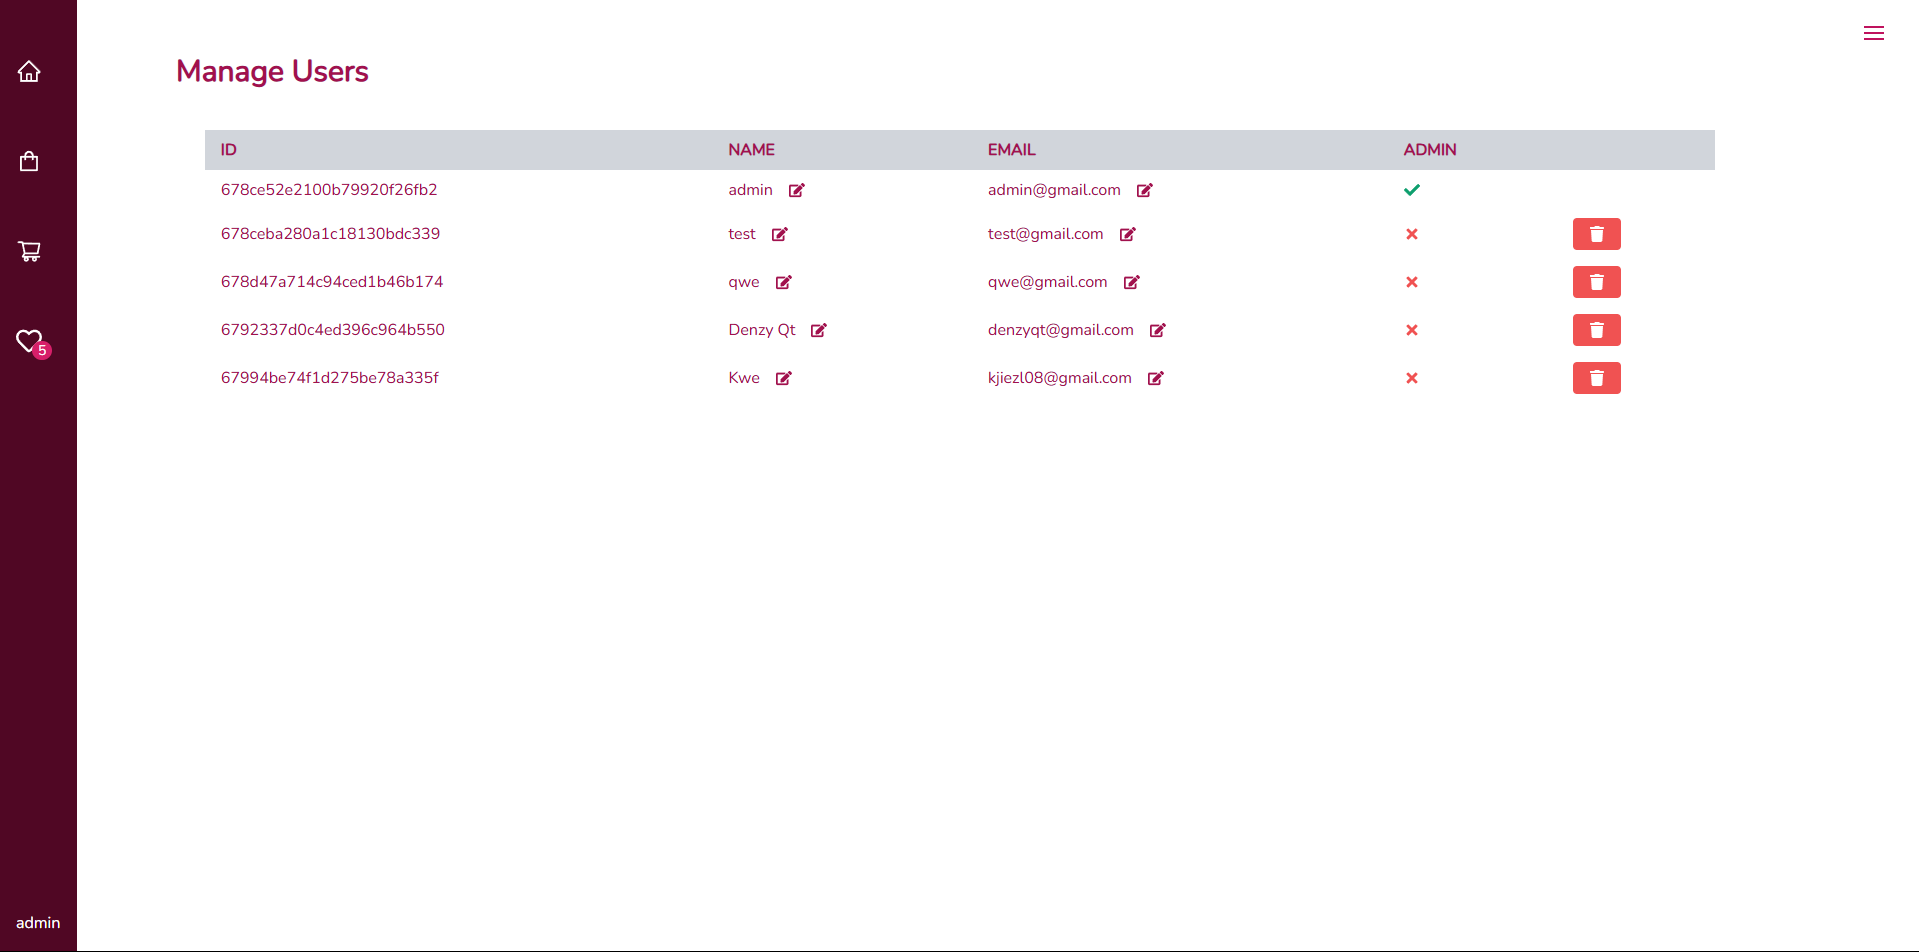 Manage Users
ID NAME EMAIL ADMIN
678ce52e2100b79920f26fb2 admin admin@gmail.com
678ceba280a1c18130bdc339 test test@gmail.com
678d47a714c94ced1b46b174 qwe qwe@gmail.com
6792337d0c4ed396c964b550 Denzy Qt denzyqt@gmail.com
67994be74f1d275be78a335f Kwe kjiezl08@gmail.com
5
admin